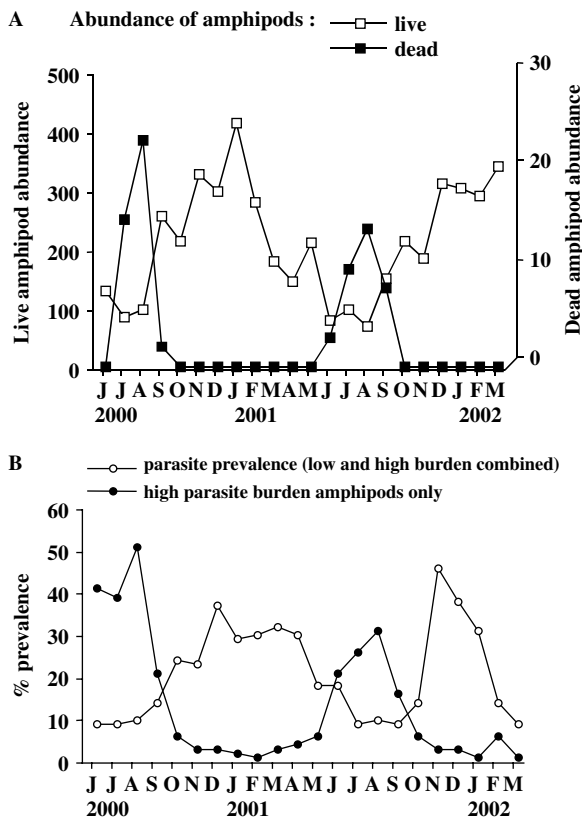 A Abundance of amphipods : live
dead
500
400
300
200
100
0
Live amphipod abundance
30
20
10
0
Dead amphipod abundance
J J A S O N D J F M A M J J A S O N D J F M
2000 2001 2002
B parasite prevalence (low and high burden combined)
high parasite burden amphipods only
60
50
40
30
20
10
0
% prevalence
J J A S O N D J F M A M J J A S O N D J F M
2000 2001 2002